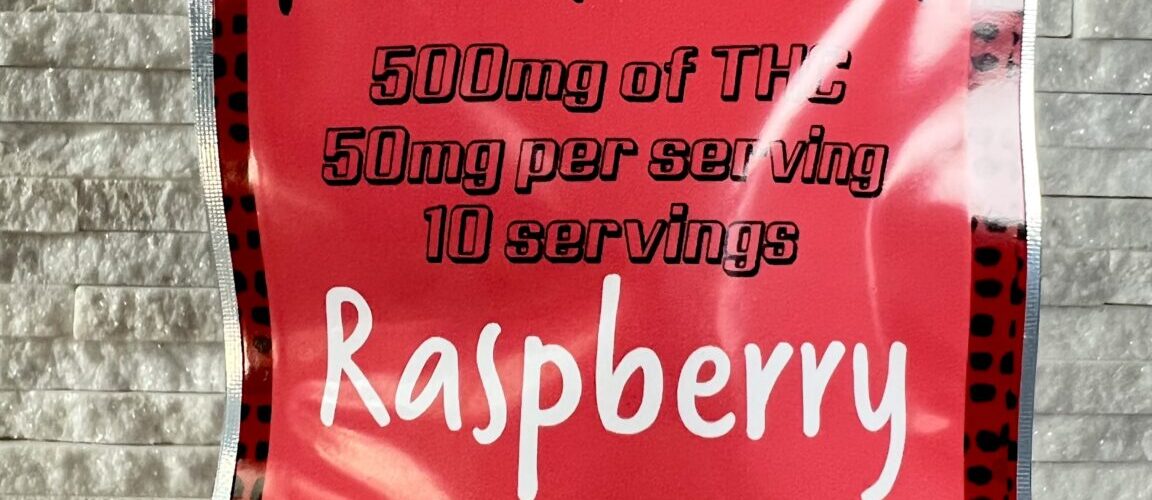 500mg of THC
50mg per serving
10 servings
Raspberry